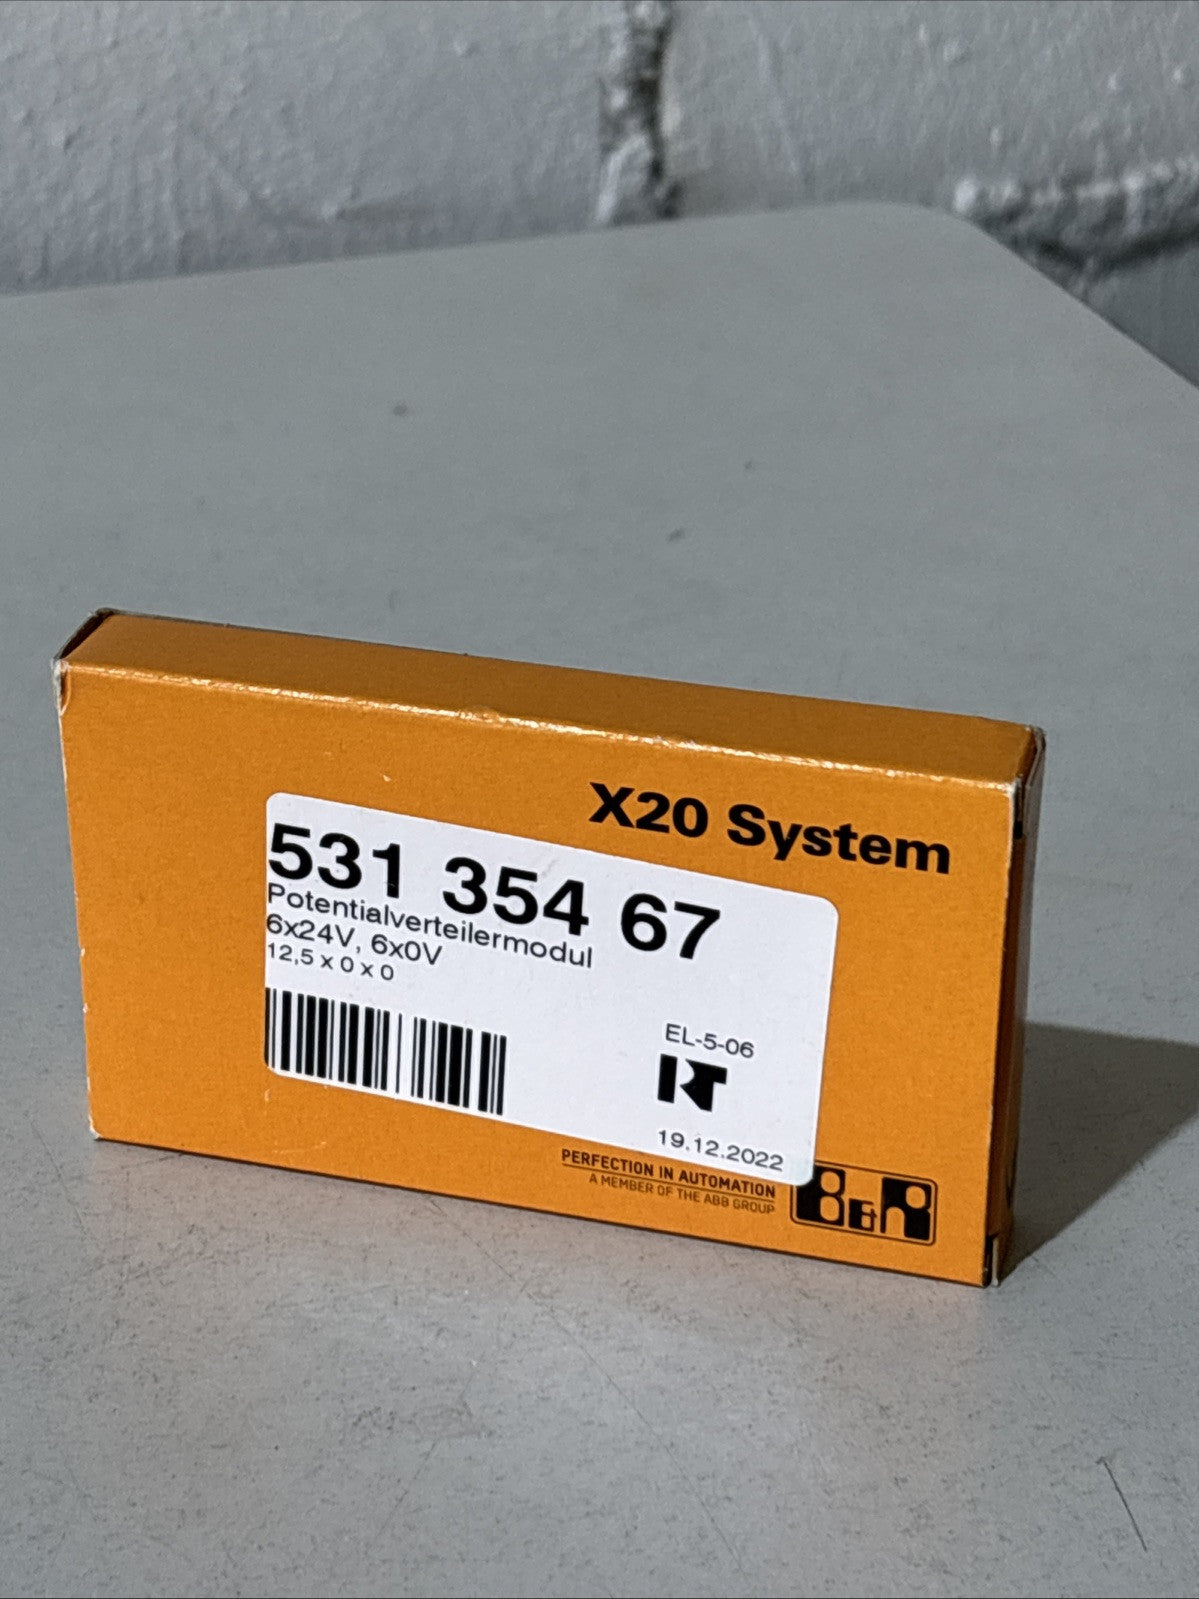 X20 System
531 354 67
Potentialverteilermodul
6x24V, 6x0V
12,5 x 0 x 0
EL-5-06
RT
19.12.2022
PERFECTION IN AUTOMATION
A MEMBER OF THE ABB GROUP
B&R